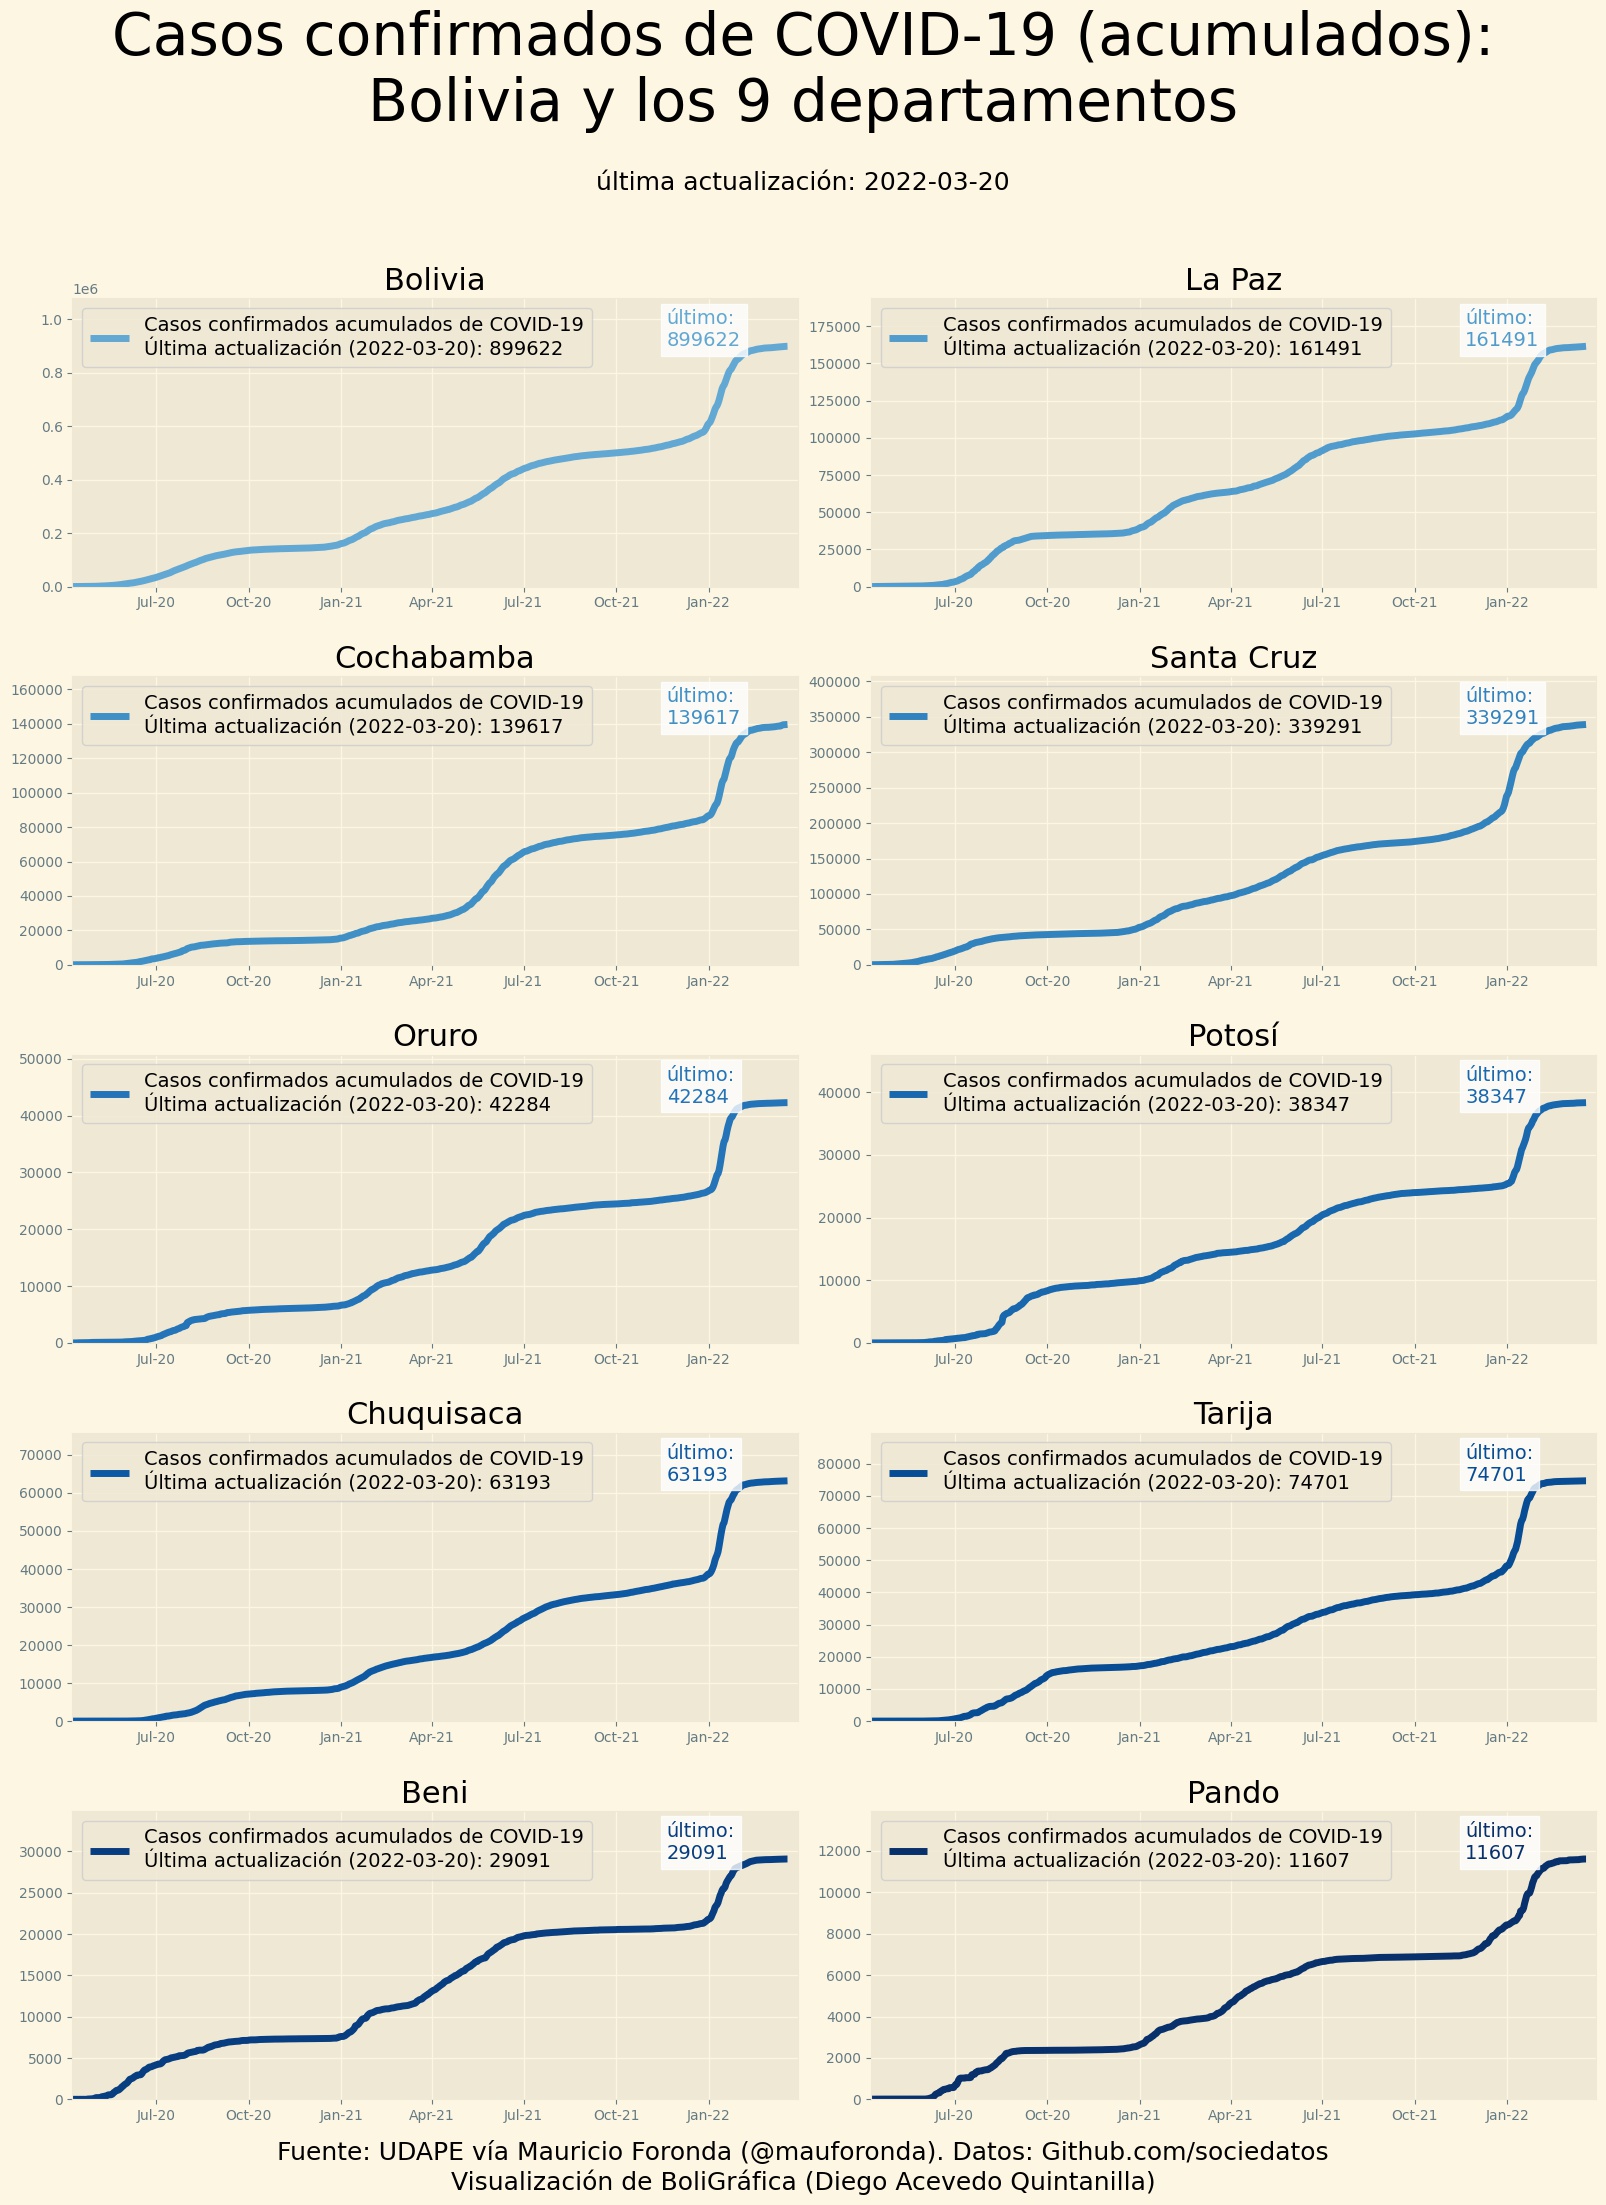 Casos confirmados de COVID-19 (acumulados):
Bolivia y los 9 departamentos
última actualización: 2022-03-20
Bolivia
1e6
1.0
0.8
0.6
0.4
0.2
0.0
Casos confirmados acumulados de COVID-19
Última actualización (2022-03-20): 899622
último:
899622
Jul-20 Oct-20 Jan-21 Apr-21 Jul-21 Oct-21 Jan-22
La Paz
175000
150000
125000
100000
75000
50000
25000
0
Casos confirmados acumulados de COVID-19
Última actualización (2022-03-20): 161491
último:
161491
Jul-20 Oct-20 Jan-21 Apr-21 Jul-21 Oct-21 Jan-22
Cochabamba
160000
140000
120000
100000
80000
60000
40000
20000
0
Casos confirmados acumulados de COVID-19
Última actualización (2022-03-20): 139617
último:
139617
Jul-20 Oct-20 Jan-21 Apr-21 Jul-21 Oct-21 Jan-22
Santa Cruz
400000
350000
300000
250000
200000
150000
100000
50000
0
Casos confirmados acumulados de COVID-19
Última actualización (2022-03-20): 339291
último:
339291
Jul-20 Oct-20 Jan-21 Apr-21 Jul-21 Oct-21 Jan-22
Oruro
50000
40000
30000
20000
10000
0
Casos confirmados acumulados de COVID-19
Última actualización (2022-03-20): 42284
último:
42284
Jul-20 Oct-20 Jan-21 Apr-21 Jul-21 Oct-21 Jan-22
Potosí
40000
30000
20000
10000
0
Casos confirmados acumulados de COVID-19
Última actualización (2022-03-20): 38347
último:
38347
Jul-20 Oct-20 Jan-21 Apr-21 Jul-21 Oct-21 Jan-22
Chuquisaca
70000
60000
50000
40000
30000
20000
10000
0
Casos confirmados acumulados de COVID-19
Última actualización (2022-03-20): 63193
último:
63193
Jul-20 Oct-20 Jan-21 Apr-21 Jul-21 Oct-21 Jan-22
Tarija
80000
70000
60000
50000
40000
30000
20000
10000
0
Casos confirmados acumulados de COVID-19
Última actualización (2022-03-20): 74701
último:
74701
Jul-20 Oct-20 Jan-21 Apr-21 Jul-21 Oct-21 Jan-22
Beni
30000
25000
20000
15000
10000
5000
0
Casos confirmados acumulados de COVID-19
Última actualización (2022-03-20): 29091
último:
29091
Jul-20 Oct-20 Jan-21 Apr-21 Jul-21 Oct-21 Jan-22
Pando
12000
10000
8000
6000
4000
2000
0
Casos confirmados acumulados de COVID-19
Última actualización (2022-03-20): 11607
último:
11607
Jul-20 Oct-20 Jan-21 Apr-21 Jul-21 Oct-21 Jan-22
Fuente: UDAPE vía Mauricio Foronda (@mauforonda). Datos: Github.com/sociedatos
Visualización de BoliGráfica (Diego Acevedo Quintanilla)